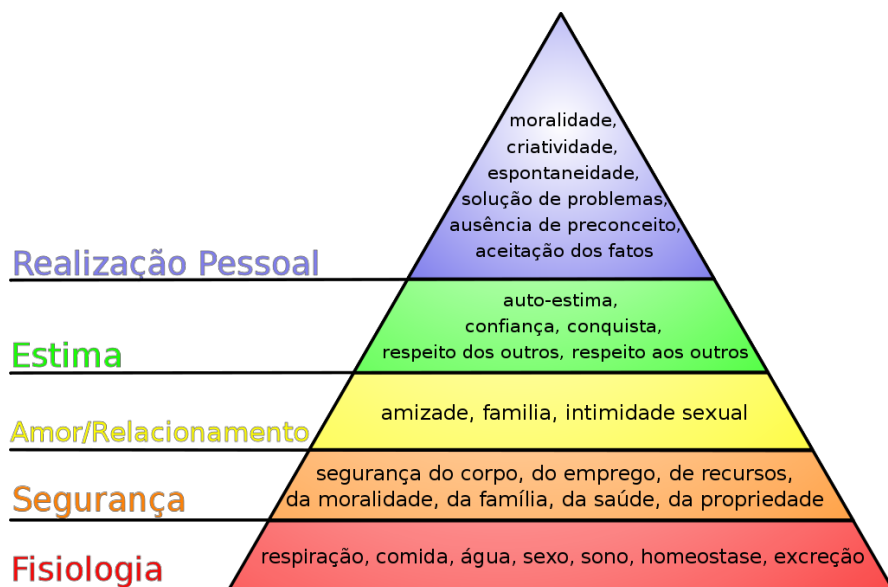 moralidade,
criatividade,
espontaneidade,
solução de problemas,
ausência de preconceito,
aceitação dos fatos
Realização Pessoal
auto-estima,
confiança, conquista,
respeito dos outros, respeito aos outros
Estima
amizade, familia, intimidade sexual
Amor/Relacionamento
segurança do corpo, do emprego, de recursos,
da moralidade, da família, da saúde, da propriedade
Segurança
respiração, comida, água, sexo, sono, homeostase, excreção
Fisiologia